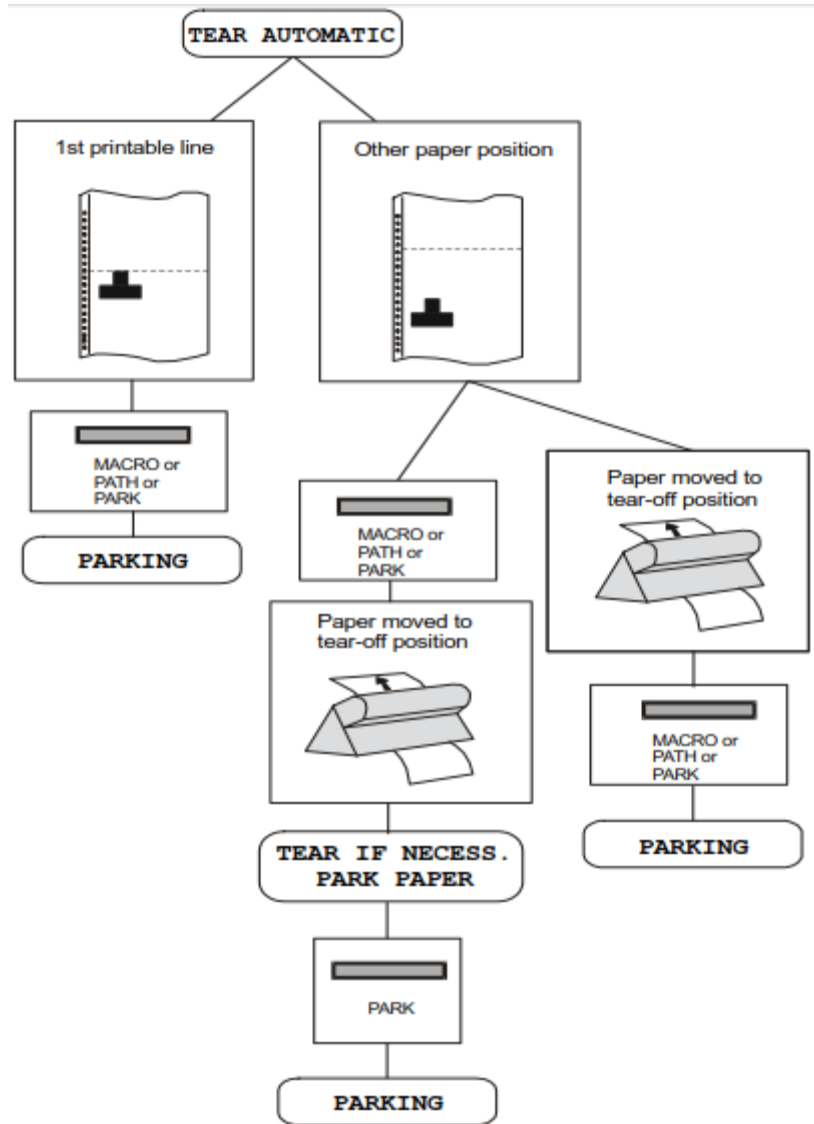 TEAR AUTOMATIC
1st printable line
Other paper position
MACRO or
PATH or
PARK
PARKING
MACRO or
PATH or
PARK
Paper moved to
tear-off position
TEAR IF NECESS.
PARK PAPER
PARK
PARKING
Paper moved to
tear-off position
MACRO or
PATH or
PARK
PARKING